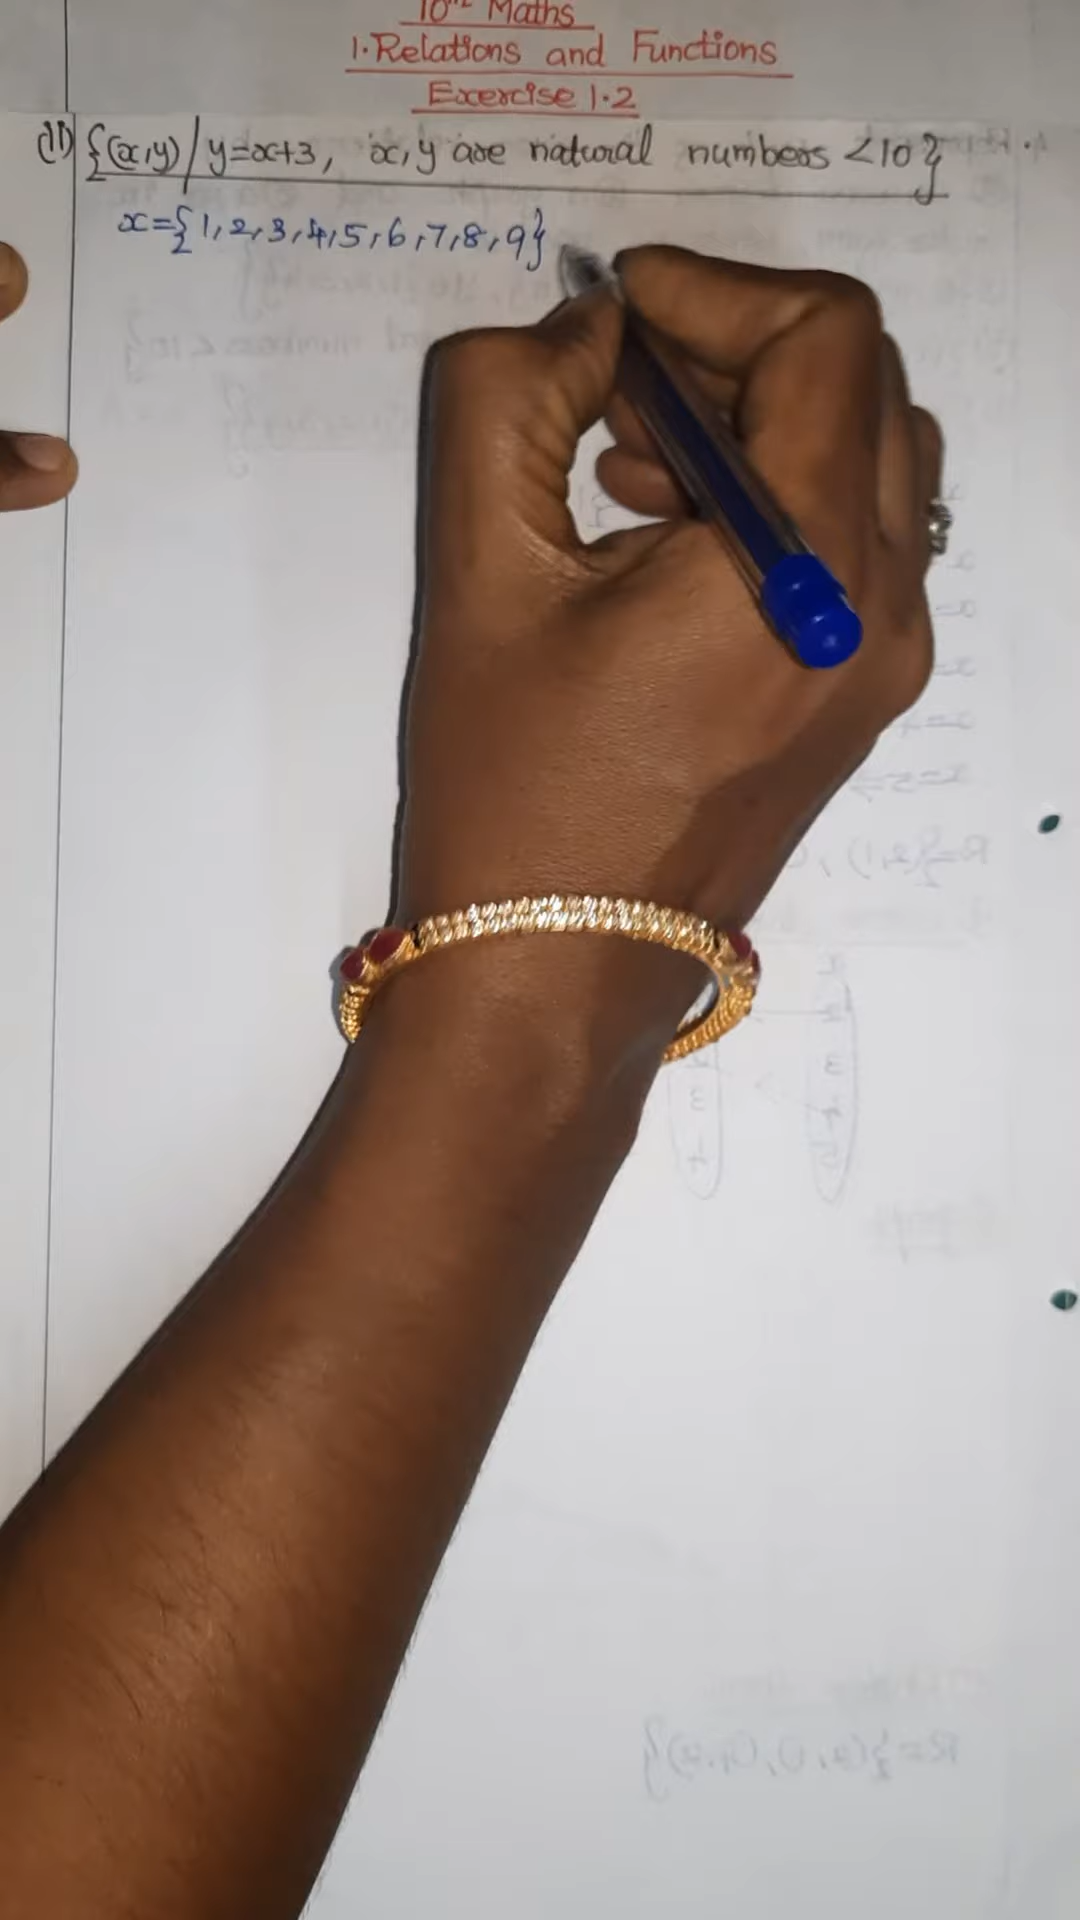 10th Maths
1. Relations and Functions
Exercise 1.2
(ii) {(x,y) / y=x+3, x,y are natural numbers <10}.
x={1,2,3,4,5,6,7,8,9}